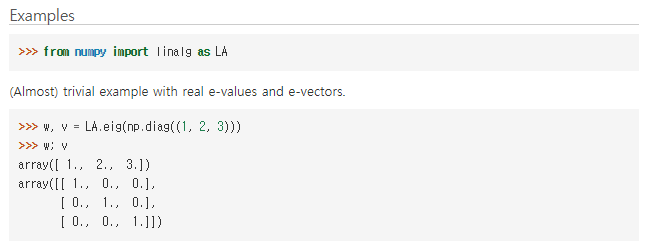 Examples
>>> from numpy import linalg as LA
(Almost) trivial example with real e-values and e-vectors.
>>> w, v = LA.eig(np.diag((1, 2, 3)))
>>> w; v
array([ 1.,  2.,  3.])
array([[ 1.,  0.,  0.],
       [ 0.,  1.,  0.],
       [ 0.,  0.,  1.]])